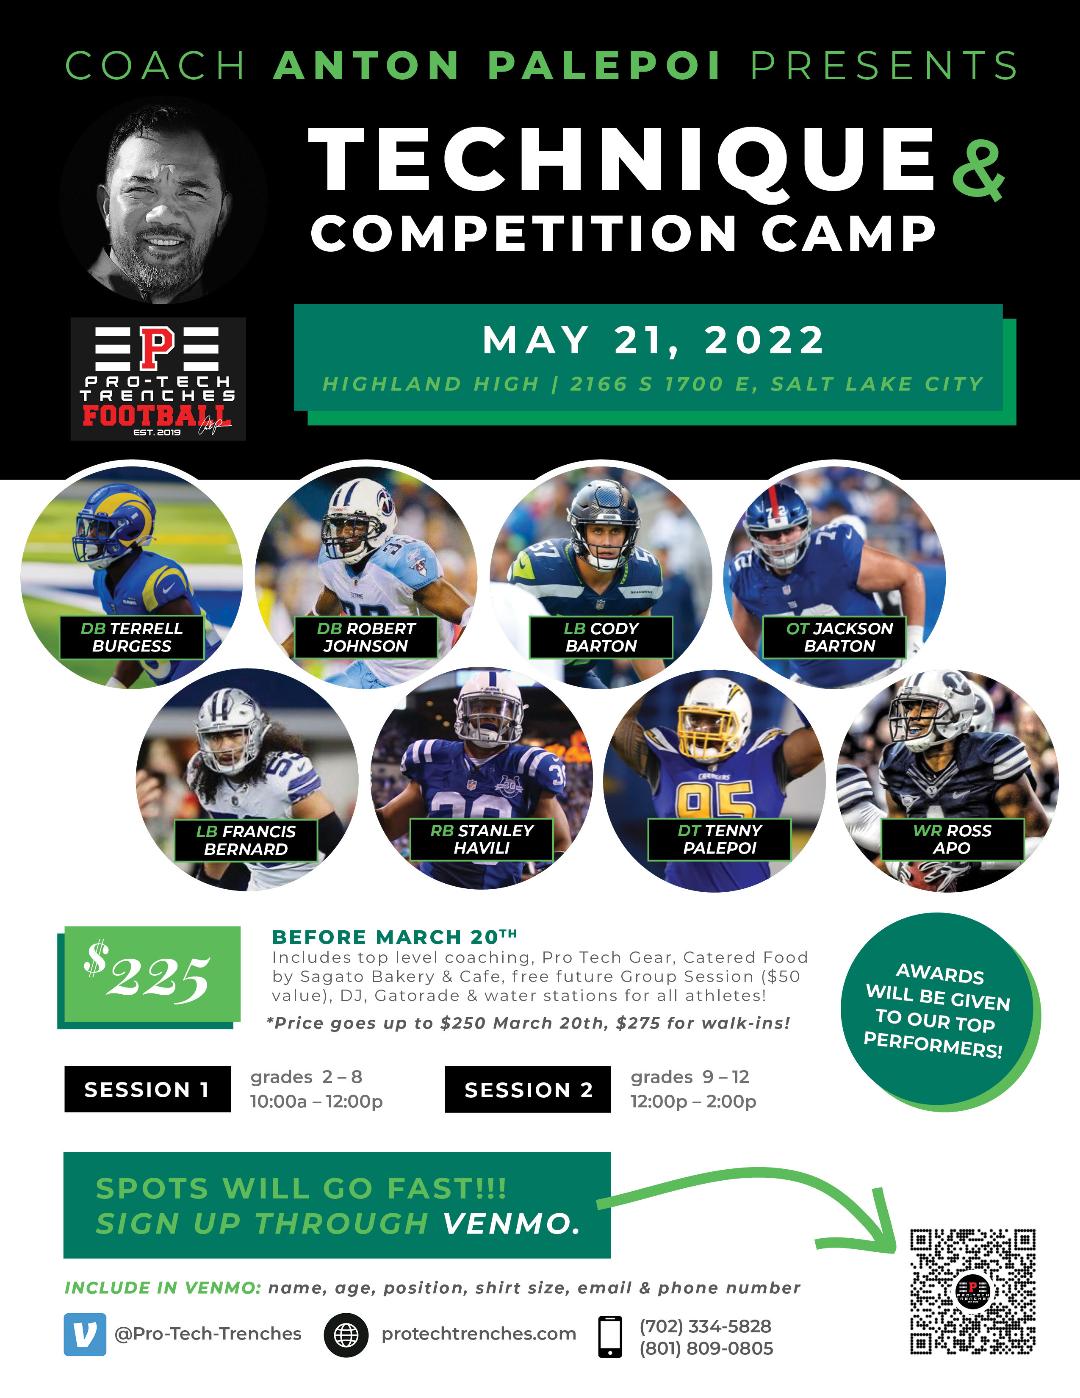 COACH ANTON PALEPOI PRESENTS
TECHNIQUE &
COMPETITION CAMP
P
PRO-TECH
TRENCHES
FOOTBALL
EST. 2019
MAY 21, 2022
HIGHLAND HIGH | 2166 S 1700 E, SALT LAKE CITY
DB TERRELL
BURGESS
DB ROBERT
JOHNSON
LB CODY
BARTON
OT JACKSON
BARTON
LB FRANCIS
BERNARD
RB STANLEY
HAVILI
CHARGERS
95
DT TENNY
PALEPOI
WR ROSS
APO
$225
BEFORE MARCH 20TH
Includes top level coaching, Pro Tech Gear, Catered Food
by Sagato Bakery & Cafe, free future Group Session ($50
value), DJ, Gatorade & water stations for all athletes!
*Price goes up to $250 March 20th, $275 for walk-ins!
AWARDS
WILL BE GIVEN
TO OUR TOP
PERFORMERS!
SESSION 1
grades 2 – 8
10:00a – 12:00p
SESSION 2
grades 9 – 12
12:00p – 2:00p
SPOTS WILL GO FAST!!!
SIGN UP THROUGH VENMO.
INCLUDE IN VENMO: name, age, position, shirt size, email & phone number
@Pro-Tech-Trenches
protechtrenches.com
(702) 334-5828
(801) 809-0805